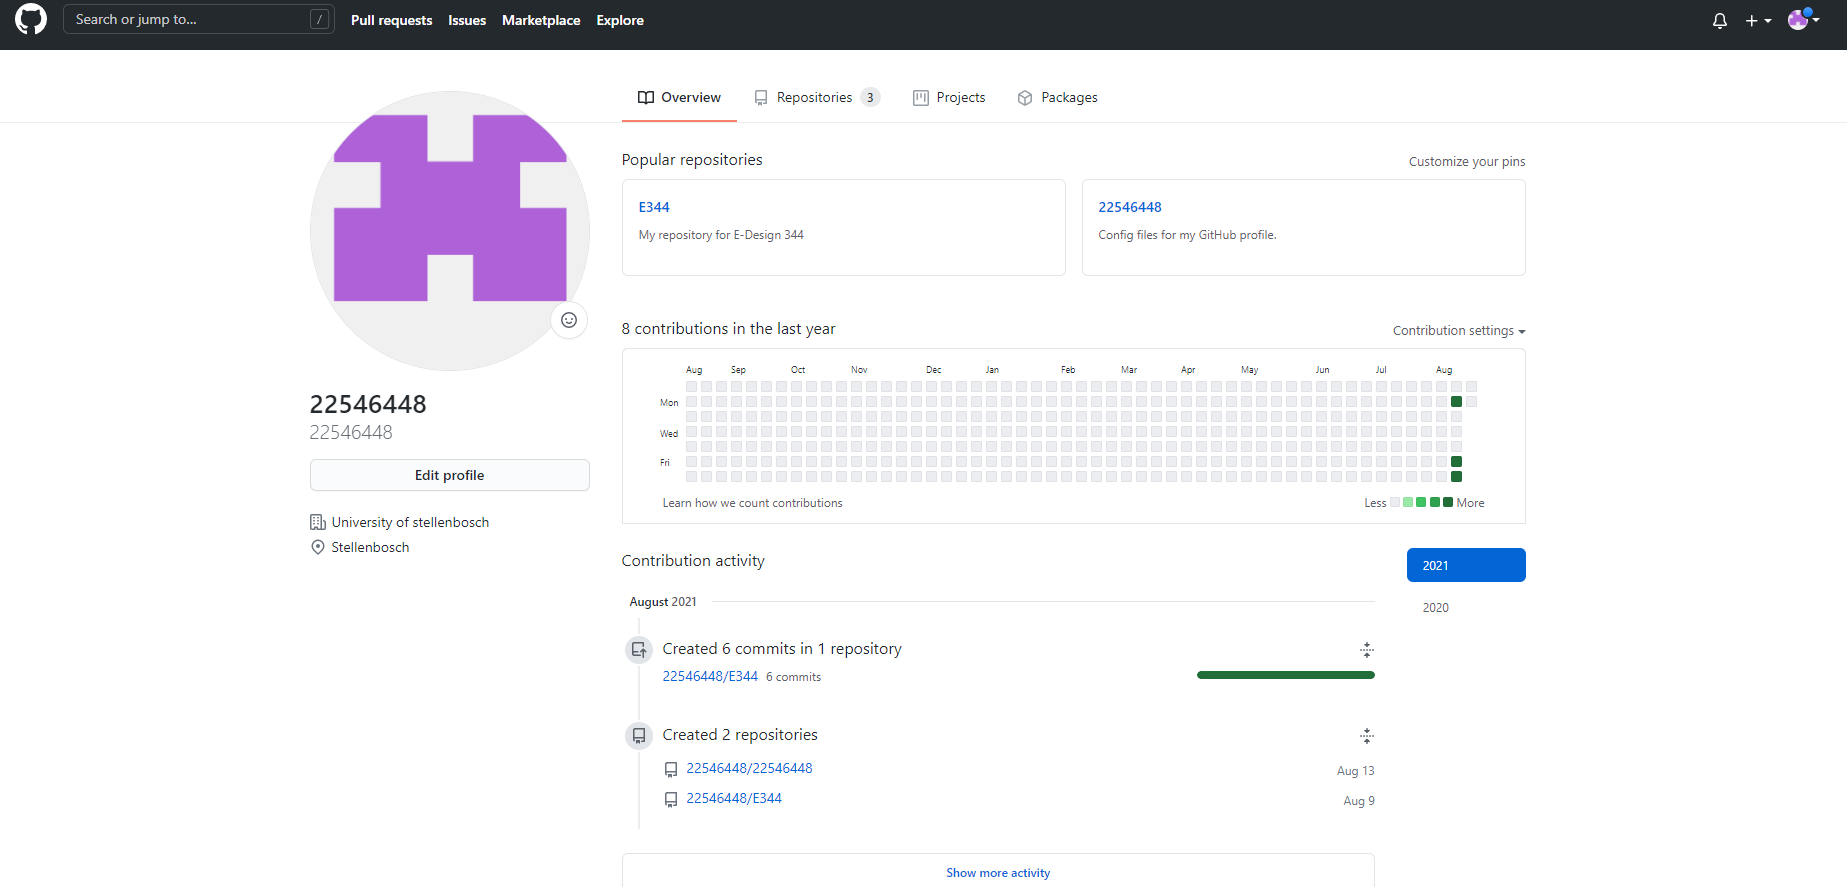 Search or jump to... /
Pull requests Issues Marketplace Explore
Overview Repositories 3 Projects Packages
22546448
22546448
Edit profile
University of stellenbosch
Stellenbosch
Popular repositories Customize your pins
E344
My repository for E-Design 344
22546448
Config files for my GitHub profile.
8 contributions in the last year Contribution settings
Aug Sep Oct Nov Dec Jan Feb Mar Apr May Jun Jul Aug
Mon
Wed
Fri
Learn how we count contributions Less More
Contribution activity
2021
2020
August 2021
Created 6 commits in 1 repository
22546448/E344 6 commits
Created 2 repositories
22546448/22546448 Aug 13
22546448/E344 Aug 9
Show more activity